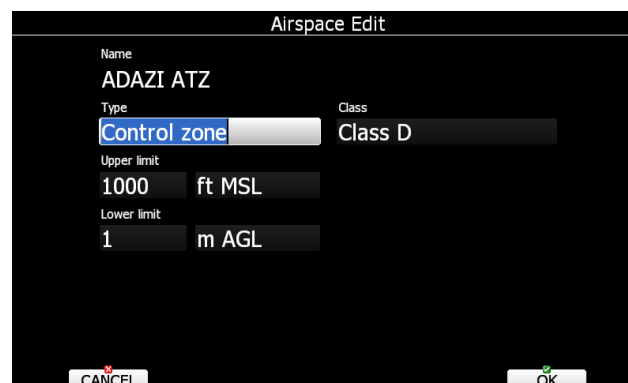 Airspace Edit
Name
ADAZI ATZ
Type
Class
Control zone
Class D
Upper limit
1000 ft MSL
Lower limit
1 m AGL
CANCEL
OK